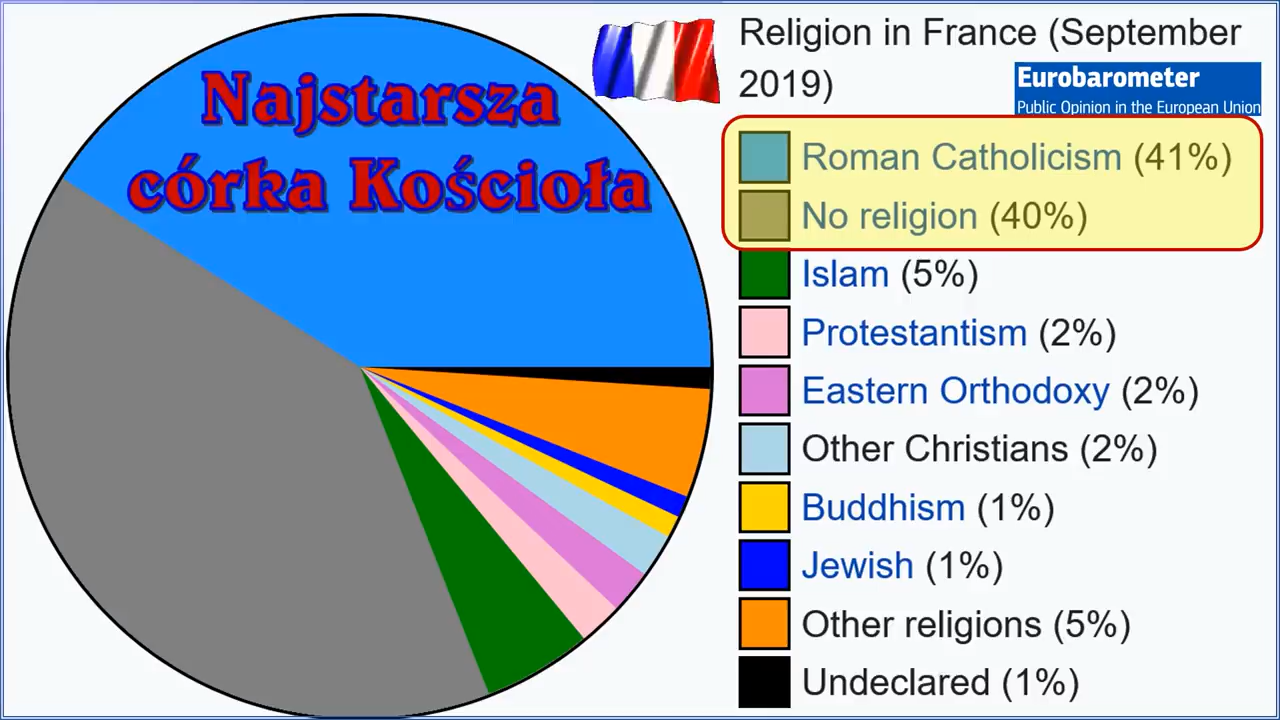 Najstarsza
córka Kościoła
Religion in France (September
2019)
Eurobarometer
Public Opinion in the European Union
Roman Catholicism (41%)
No religion (40%)
Islam (5%)
Protestantism (2%)
Eastern Orthodoxy (2%)
Other Christians (2%)
Buddhism (1%)
Jewish (1%)
Other religions (5%)
Undeclared (1%)